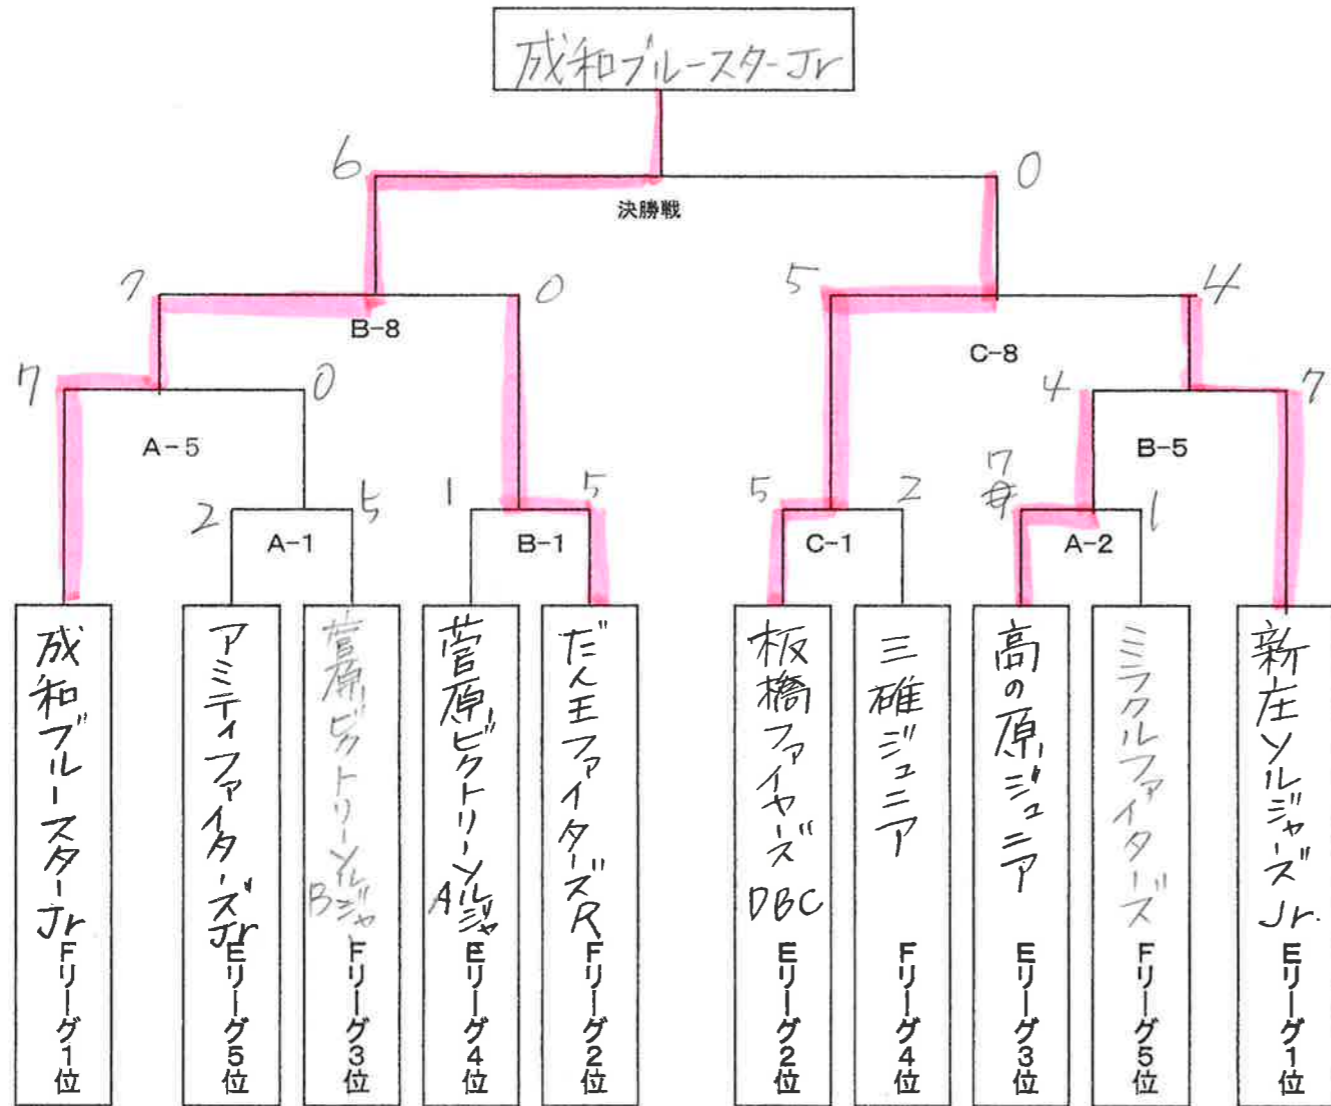 成和ブルースターJr
6
0
決勝戦
7
0
5
4
B-8
C-8
7
0
4
7
A-5
B-5
2
5
1
5
5
2
7
1
A-1
B-1
C-1
A-2
成和ブルースターJr
Fリーグ1位
アミティファイターズJr
Eリーグ5位
菅原ビクトリーソルジャB
Fリーグ3位
菅原ビクトリーソルジャA
Eリーグ4位
だん王ファイターズR
Fリーグ2位
板橋ファイヤーズDBC
Eリーグ2位
三碓ジュニア
Fリーグ4位
高の原ジュニア
Eリーグ3位
ミラクルファイターズ
Fリーグ5位
新庄ソルジャーズJr.
Eリーグ1位